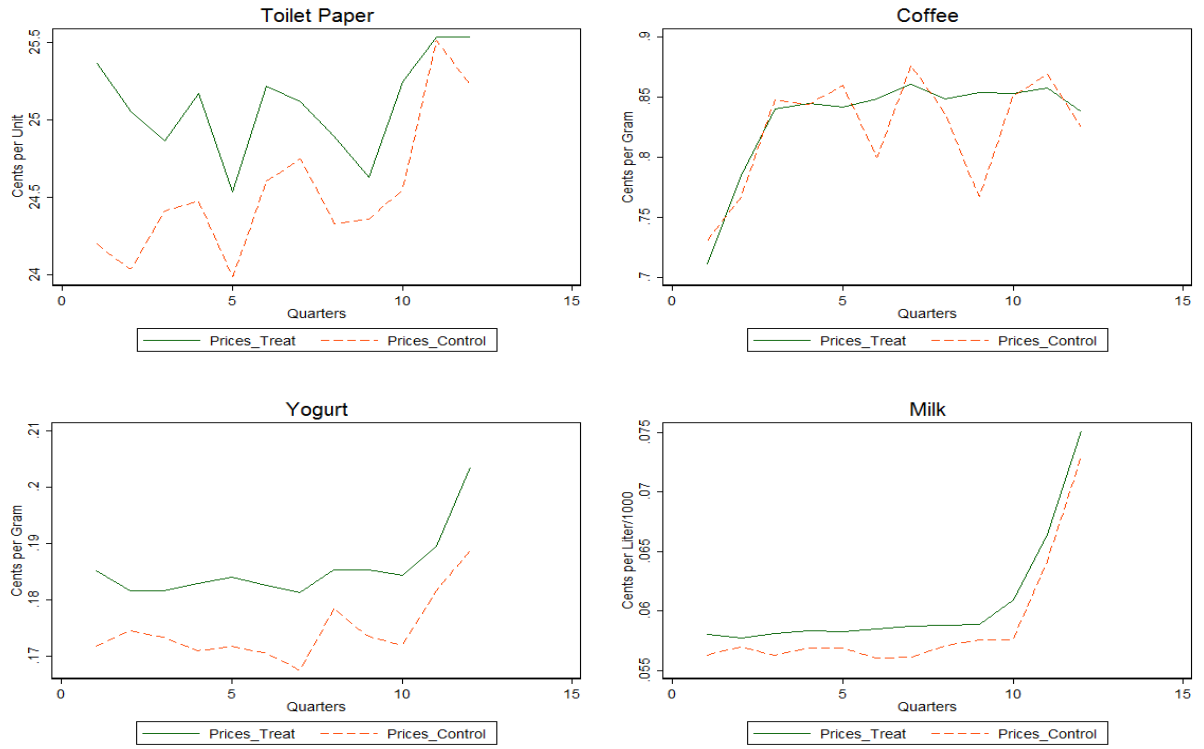 Toilet Paper
Cents per Unit
25.5
25
24.5
24
0 5 10 15
Quarters
Prices_Treat Prices_Control
Coffee
Cents per Gram
.9
.85
.8
.75
.7
0 5 10 15
Quarters
Prices_Treat Prices_Control
Yogurt
Cents per Gram
.21
.2
.19
.18
.17
0 5 10 15
Quarters
Prices_Treat Prices_Control
Milk
Cents per Liter/1000
.075
.07
.065
.06
.055
0 5 10 15
Quarters
Prices_Treat Prices_Control